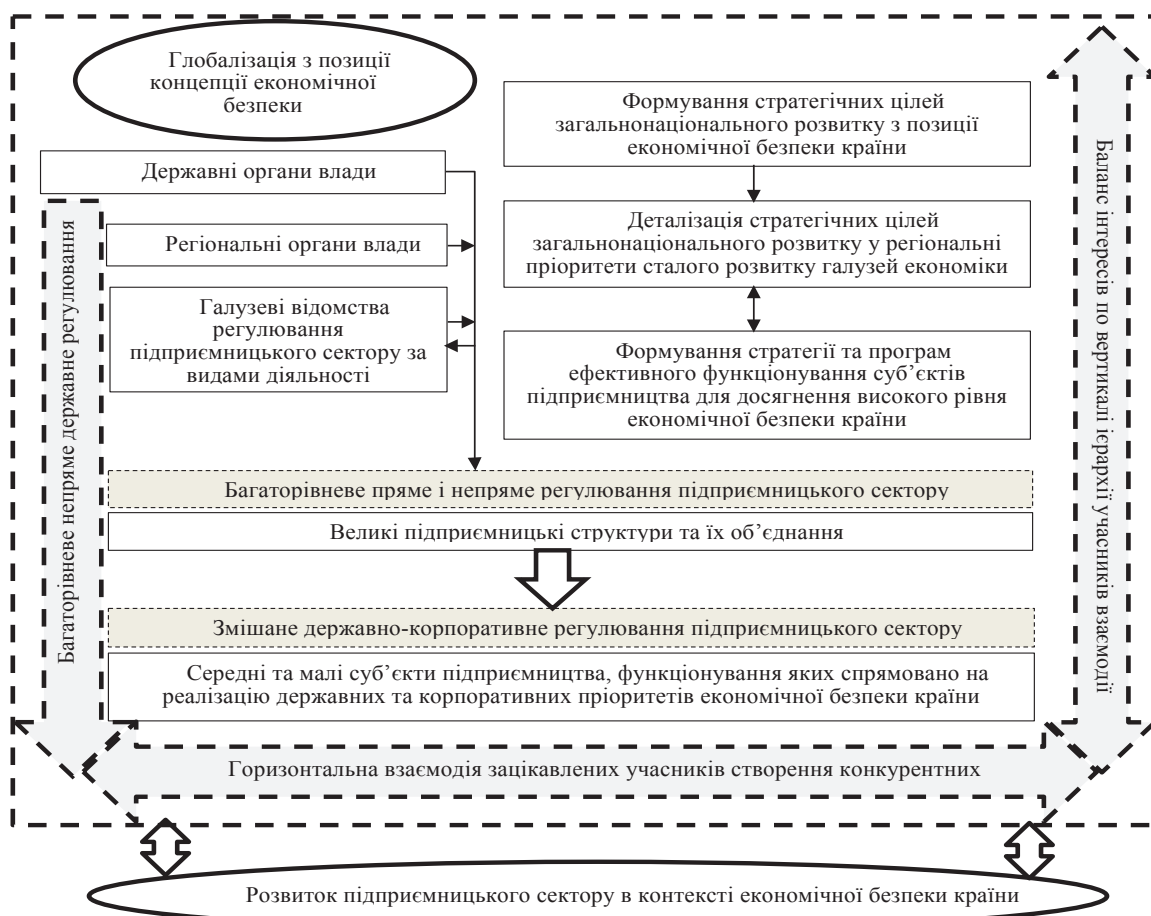 Глобалізація з позиції
концепції економічної
безпеки
Формування стратегічних цілей
загальнонаціонального розвитку з позиції
економічної безпеки країни
Державні органи влади
Деталізація стратегічних цілей
загальнонаціонального розвитку у регіональні
пріоритети сталого розвитку галузей економіки
Регіональні органи влади
Галузеві відомства
регулювання
підприємницького сектору за
видами діяльності
Формування стратегії та програм
ефективного функціонування суб’єктів
підприємництва для досягнення високого рівня
економічної безпеки країни
Багаторівневе непряме державне регулювання
Баланс інтересів по вертикалі ієрархії учасників взаємодії
Багаторівневе пряме і непряме регулювання підприємницького сектору
Великі підприємницькі структури та їх об’єднання
Змішане державно-корпоративне регулювання підприємницького сектору
Середні та малі суб’єкти підприємництва, функціонування яких спрямовано на
реалізацію державних та корпоративних пріоритетів економічної безпеки країни
Горизонтальна взаємодія зацікавлених учасників створення конкурентних
Розвиток підприємницького сектору в контексті економічної безпеки країни